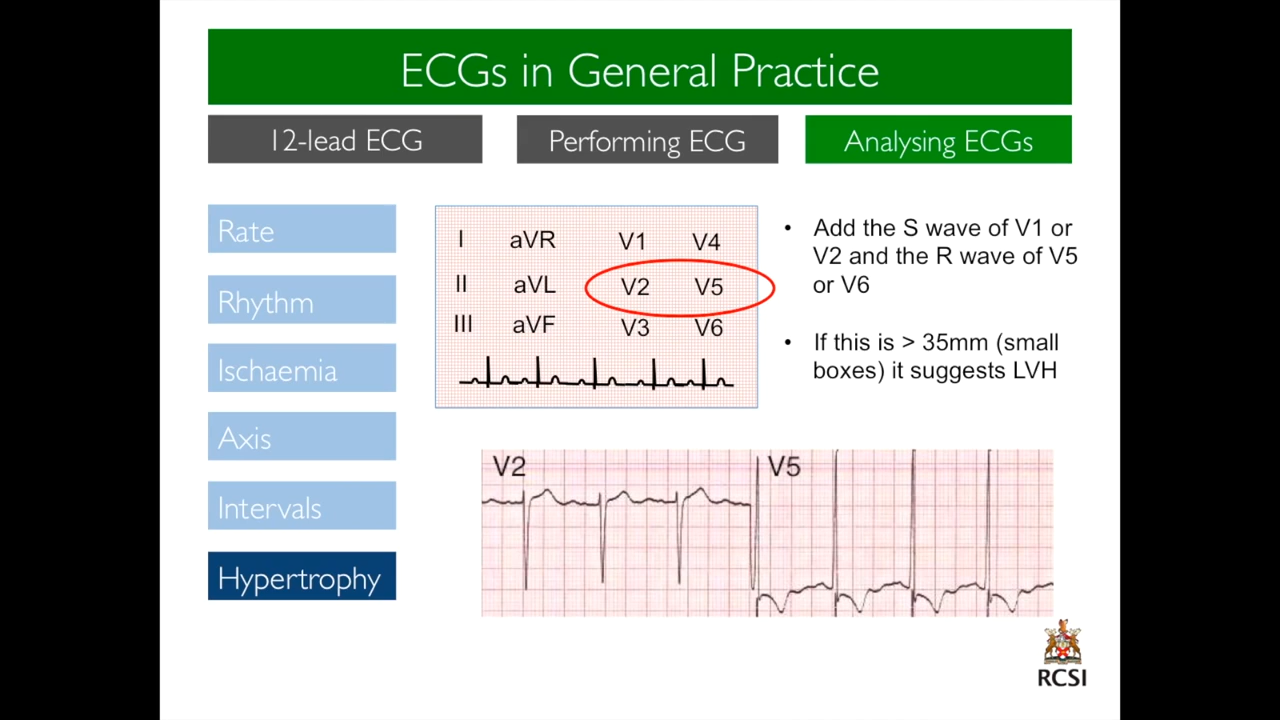 ECGs in General Practice
12-lead ECG
Performing ECG
Analysing ECGs
Rate
Rhythm
Ischaemia
Axis
Intervals
Hypertrophy
I aVR V1 V4
II aVL V2 V5
III aVF V3 V6
• Add the S wave of V1 or
V2 and the R wave of V5
or V6
• If this is > 35mm (small
boxes) it suggests LVH
V2 V5
RCSI